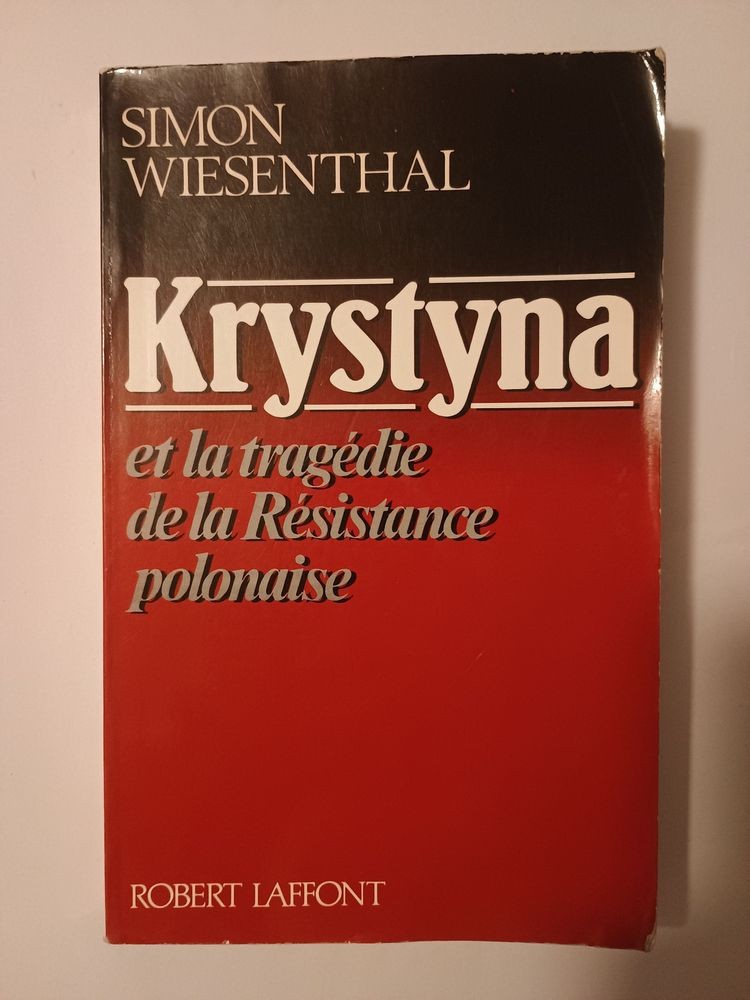 SIMON
WIESENTHAL
Krystyna
et la tragédie
de la Résistance
polonaise
ROBERT LAFFONT